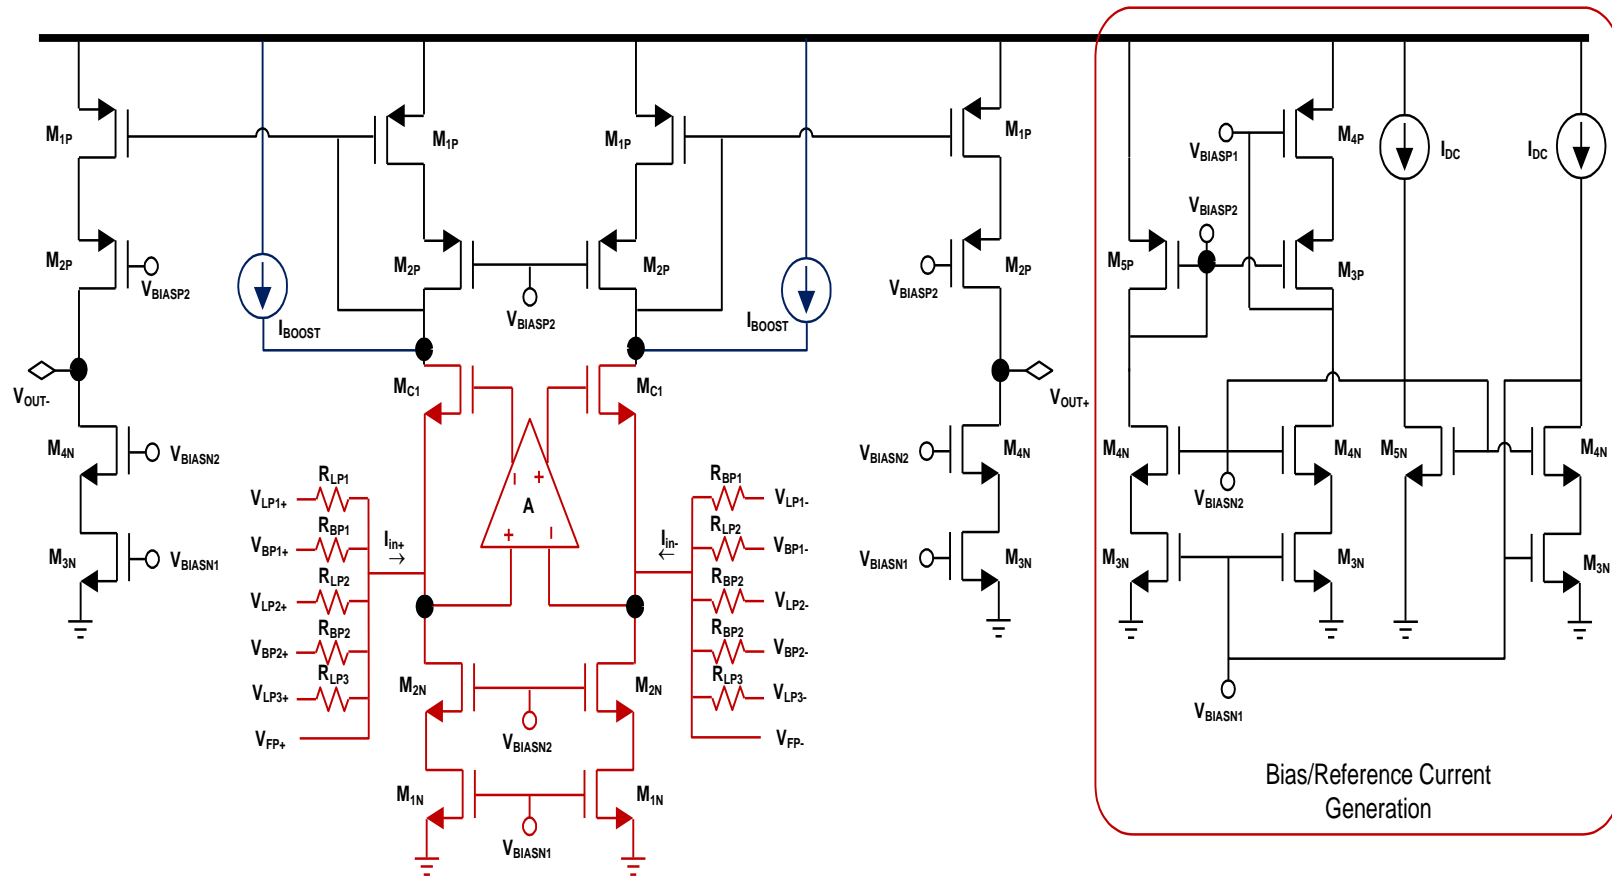 M1P
M1P
M1P
M1P
VBIASP1
M4P
IDC
IDC
VBIASP2
M2P
M2P
M2P
M2P
M5P
M3P
VBIASP2
VBIASP2
VBIASP2
IBOOST
IBOOST
MC1
MC1
VOUT-
VOUT+
M4N
VBIASN2
VBIASN2
M4N
M4N
M4N
M5N
M4N
RLP1
VLP1+
RBP1
VLP1-
VBIASN2
A
+
-
+
-
RBP1
VBP1+
Iin+
→
Iin-
←
RLP2
VBP1-
M3N
VBIASN1
VBIASN1
M3N
M3N
M3N
M3N
RLP2
VLP2+
RBP2
VLP2-
RBP2
VBP2+
RBP2
VBP2-
RLP3
VLP3+
RLP3
VLP3-
M2N
M2N
VBIASN2
VFP+
VFP-
VBIASN1
M1N
M1N
VBIASN1
Bias/Reference Current
Generation